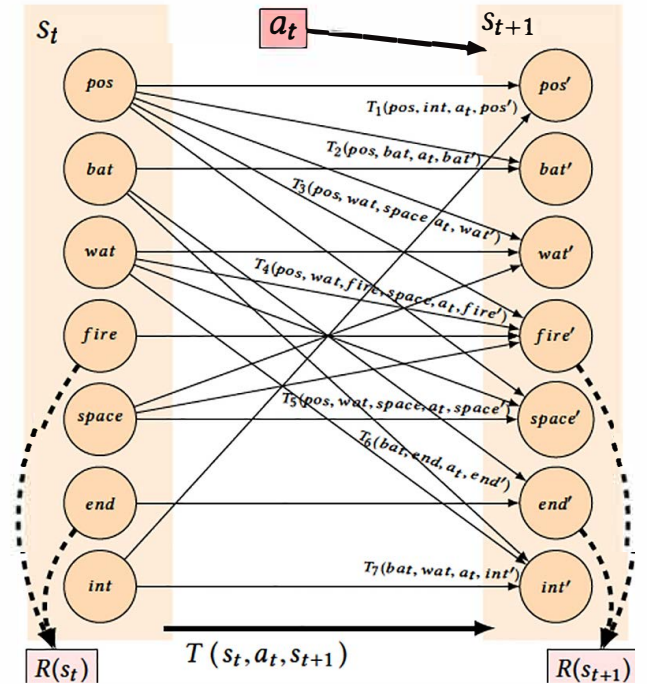 s_t
a_t
s_{t+1}
pos
pos′
T_1(pos, int, a_t, pos′)
bat
T_2(pos, bat, a_t, bat′)
bat′
T_3(pos, wat, space, a_t, wat′)
wat
wat′
T_4(pos, wat, fire, space, a_t, fire′)
fire
fire′
space
T_5(pos, wat, space, a_t, space′)
space′
T_6(bat, end, a_t, end′)
end
end′
T_7(bat, wat, a_t, int′)
int
int′
T (s_t, a_t, s_{t+1})
R(s_t)
R(s_{t+1})